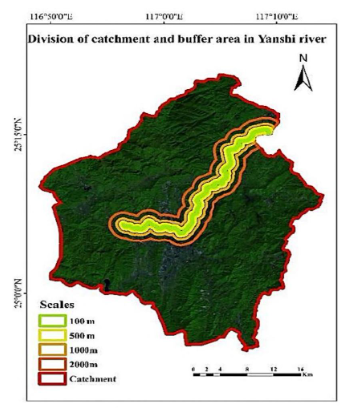 116°50'0"E 117°0'0"E 117°10'0"E
Division of catchment and buffer area in Yanshi river
N
25°15'N
25°0'0"N
Scales
100 m
500 m
1000m
2000m
Catchment
0 2 4 8 12 16
Km